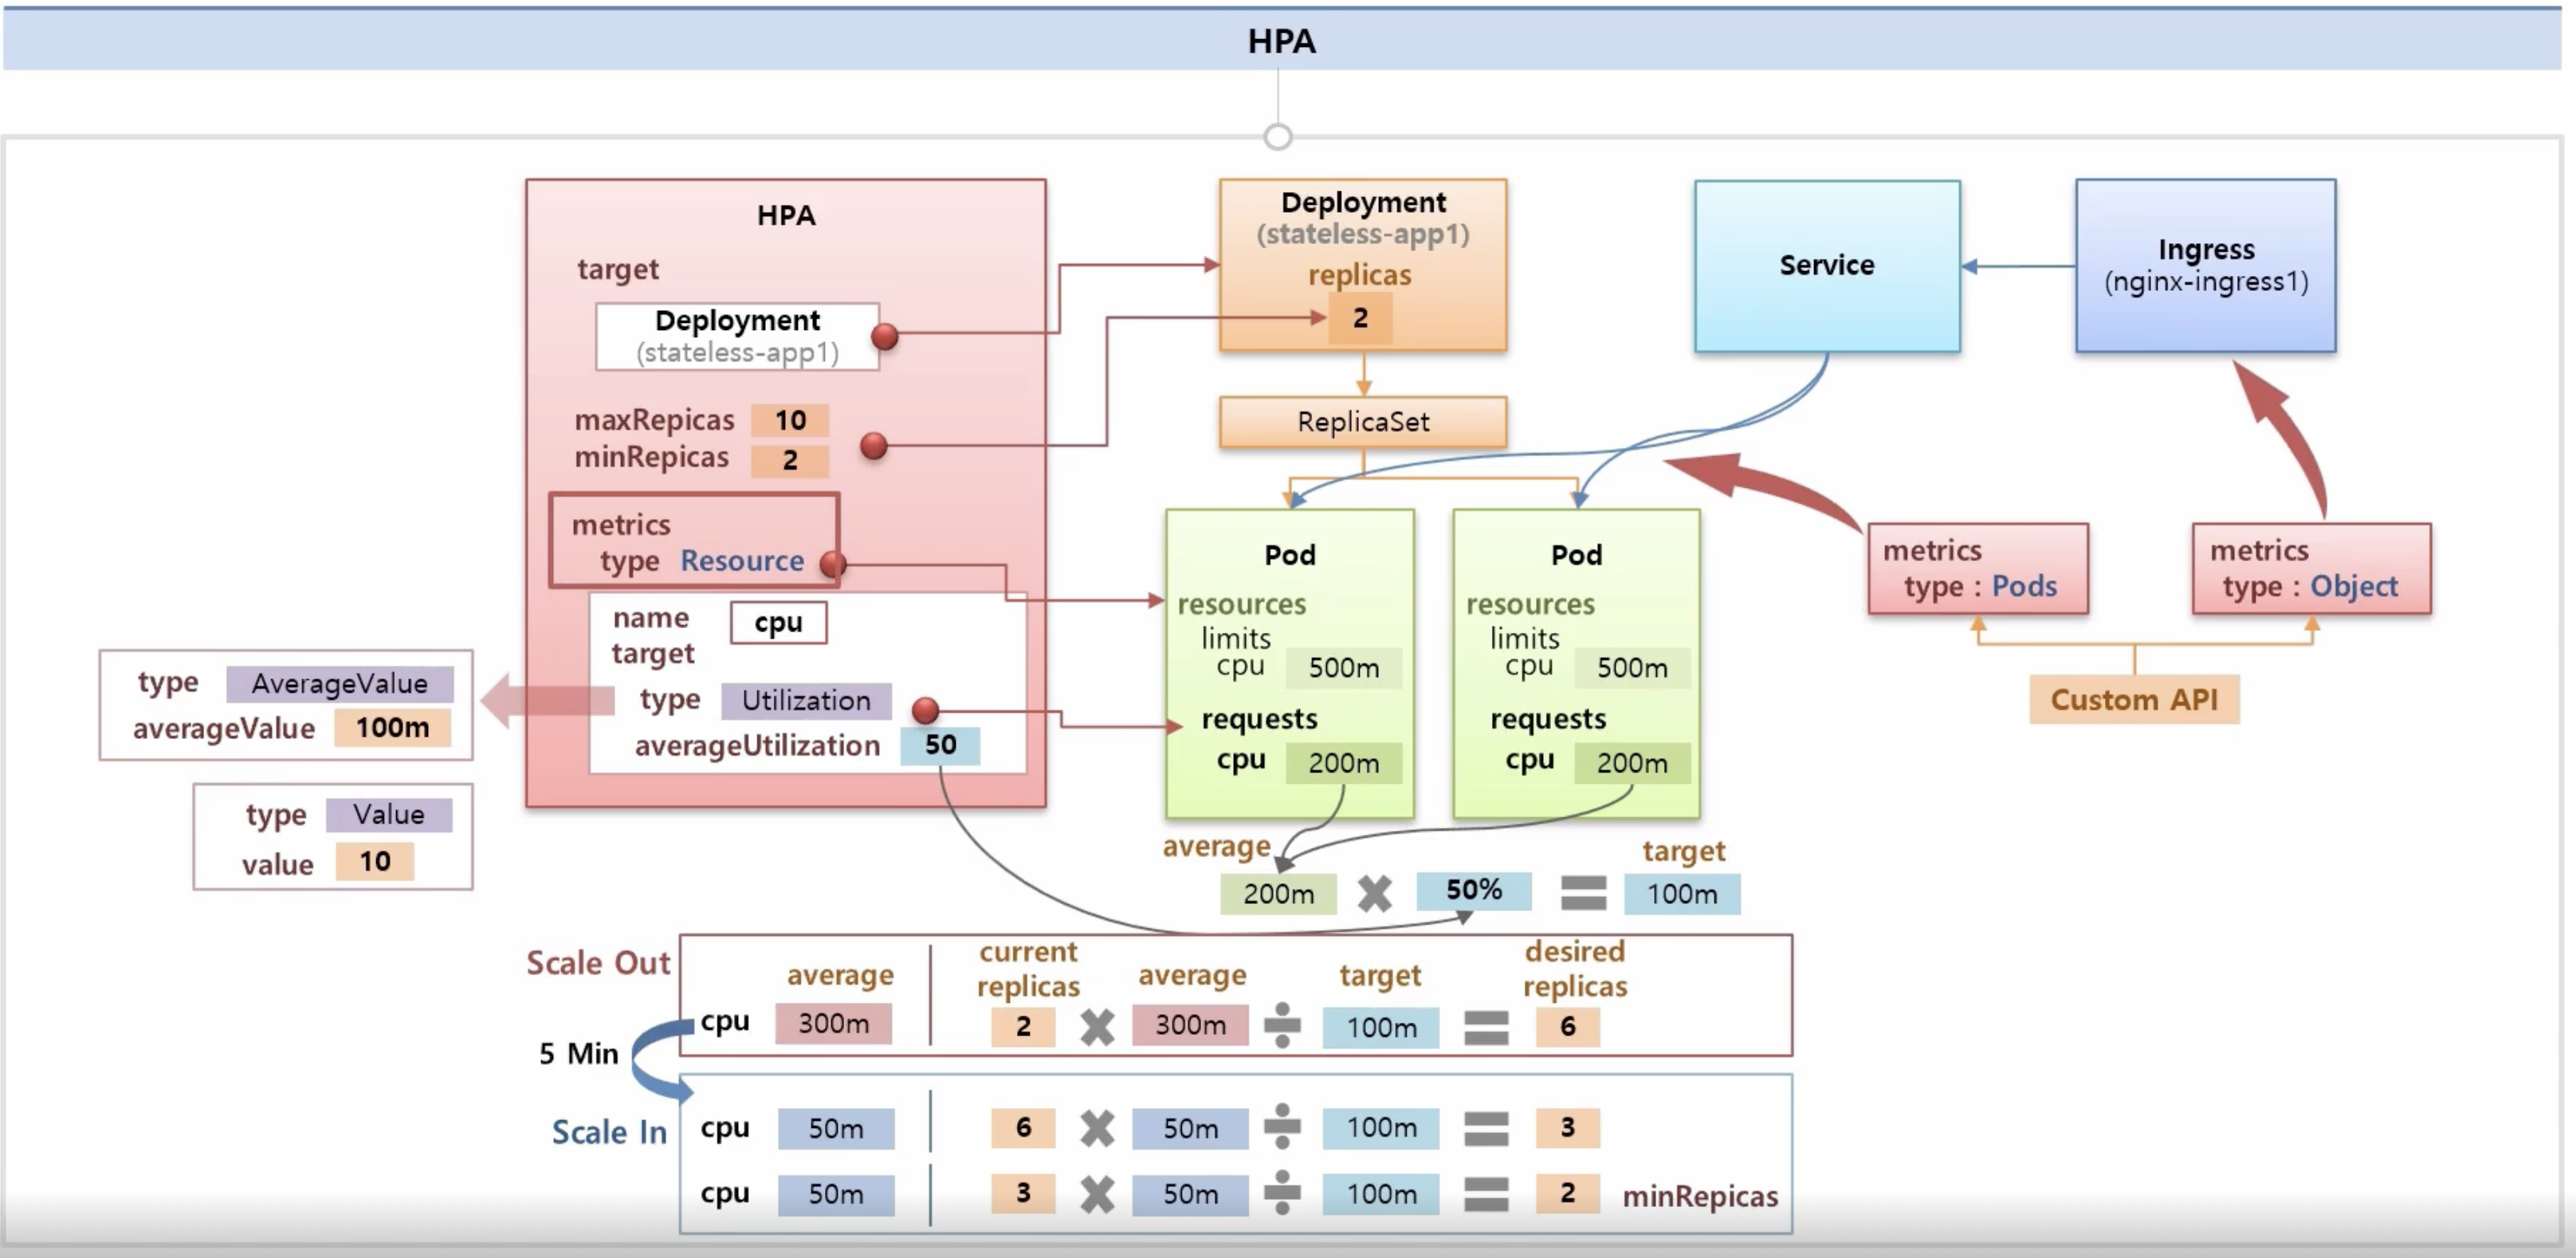 HPA
HPA
target
Deployment
(stateless-app1)
maxRepicas 10
minRepicas 2
metrics
type Resource
name cpu
target
type Utilization
averageUtilization 50
type AverageValue
averageValue 100m
type Value
value 10
Deployment
(stateless-app1)
replicas
2
ReplicaSet
Pod
resources
limits
cpu 500m
requests
cpu 200m
Pod
resources
limits
cpu 500m
requests
cpu 200m
Service
Ingress
(nginx-ingress1)
metrics
type : Pods
metrics
type : Object
Custom API
average target
200m 50% 100m
Scale Out
average current replicas average target desired replicas
cpu 300m 2 300m 100m 6
5 Min
Scale In
cpu 50m 6 50m 100m 3
cpu 50m 3 50m 100m 2 minRepicas